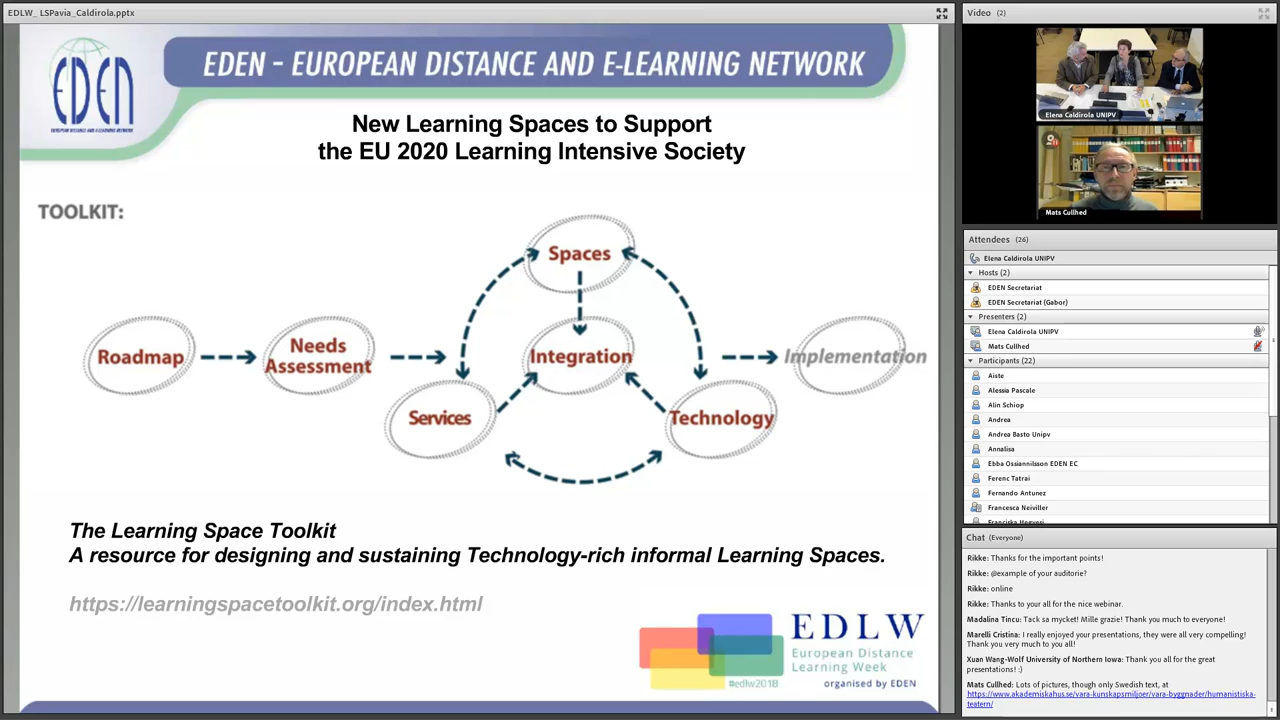 EDLW_ LSPavia_Caldirola.pptx
EDEN
EUROPEAN DISTANCE AND E-LEARNING NETWORK
EDEN - EUROPEAN DISTANCE AND E-LEARNING NETWORK
New Learning Spaces to Support
the EU 2020 Learning Intensive Society
TOOLKIT:
Spaces
Roadmap
Needs
Assessment
Integration
Implementation
Services
Technology
The Learning Space Toolkit
A resource for designing and sustaining Technology-rich informal Learning Spaces.
https://learningspacetoolkit.org/index.html
EDLW
European Distance
Learning Week
#edlw2018
organised by EDEN
Video (2)
Elena Caldirola UNIPV
Mats Cullhed
Attendees (26)
Elena Caldirola UNIPV
Hosts (2)
EDEN Secretariat
EDEN Secretariat (Gabor)
Presenters (2)
Elena Caldirola UNIPV
Mats Cullhed
Participants (22)
Aiste
Alessia Pascale
Alin Schiop
Andrea
Andrea Basto Unipv
Annalisa
Ebba Ossiannilsson EDEN EC
Ferenc Tatrai
Fernando Antunez
Francesca Neiviller
Chat (Everyone)
Rikke: Thanks for the important points!
Rikke: @example of your auditorie?
Rikke: online
Rikke: Thanks to your all for the nice webinar.
Madalina Tincu: Tack sa mycket! Mille grazie! Thank you much to everyone!
Marelli Cristina: I really enjoyed your presentations, they were all very compelling!
Thank you very much to you all!
Xuan Wang-Wolf University of Northern Iowa: Thank you all for the great
presentations! :)
Mats Cullhed: Lots of pictures, though only Swedish text, at
https://www.akademiskahus.se/vara-kunskapsmiljoer/vara-byggnader/humanistiska-
teatern/